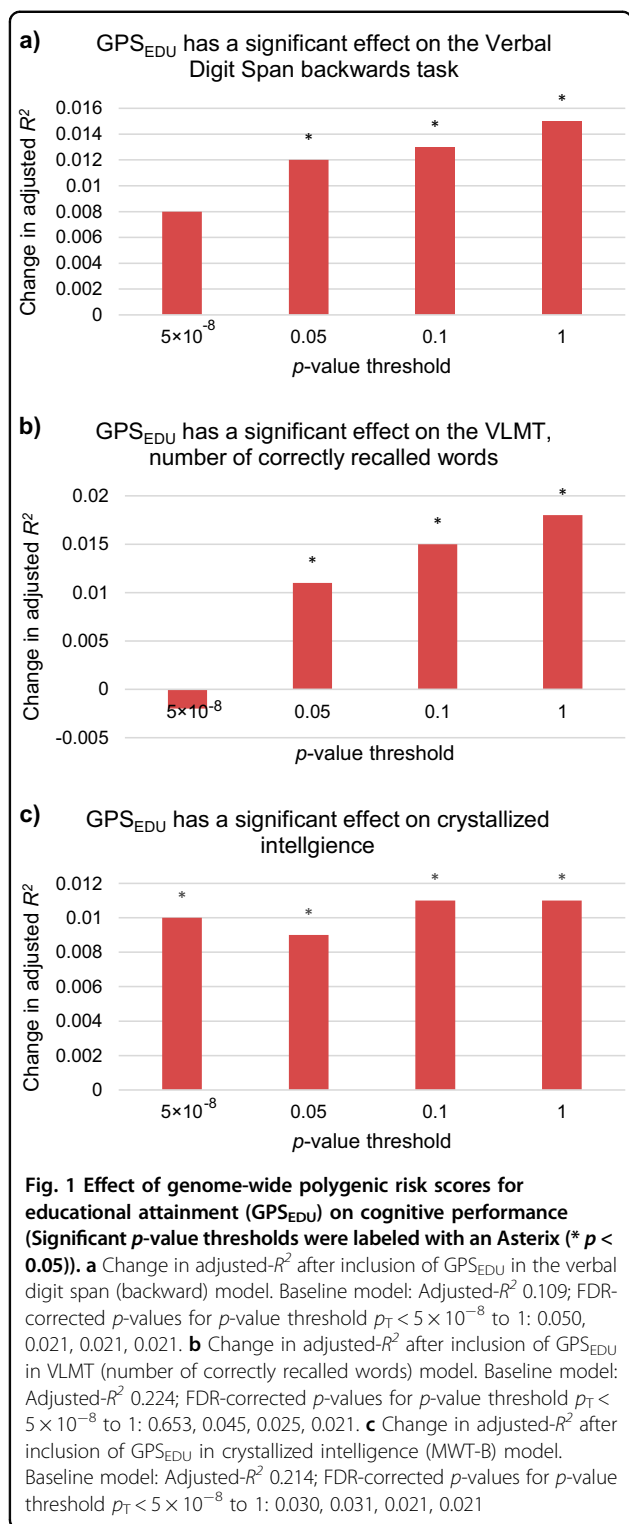 a)
GPSEDU has a significant effect on the Verbal
Digit Span backwards task
Change in adjusted R²
0.016
0.014
0.012
0.01
0.008
0.006
0.004
0.002
0
*
*
*
5×10⁻⁸ 0.05 0.1 1
p-value threshold
b)
GPSEDU has a significant effect on the VLMT,
number of correctly recalled words
Change in adjusted R²
0.02
0.015
0.01
0.005
0
-0.005
*
*
*
5×10⁻⁸ 0.05 0.1 1
p-value threshold
c)
GPSEDU has a significant effect on crystallized
intellgience
Change in adjusted R²
0.012
0.01
0.008
0.006
0.004
0.002
0
*
*
*
*
5×10⁻⁸ 0.05 0.1 1
p-value threshold
Fig. 1 Effect of genome-wide polygenic risk scores for
educational attainment (GPSEDU) on cognitive performance
(Significant p-value thresholds were labeled with an Asterix (* p <
0.05)). a Change in adjusted-R² after inclusion of GPSEDU in the verbal
digit span (backward) model. Baseline model: Adjusted-R² 0.109; FDR-
corrected p-values for p-value threshold pT < 5 × 10⁻⁸ to 1: 0.050,
0.021, 0.021, 0.021. b Change in adjusted-R² after inclusion of GPSEDU
in VLMT (number of correctly recalled words) model. Baseline model:
Adjusted-R² 0.224; FDR-corrected p-values for p-value threshold pT <
5 × 10⁻⁸ to 1: 0.653, 0.045, 0.025, 0.021. c Change in adjusted-R² after
inclusion of GPSEDU in crystallized intelligence (MWT-B) model.
Baseline model: Adjusted-R² 0.214; FDR-corrected p-values for p-value
threshold pT < 5 × 10⁻⁸ to 1: 0.030, 0.031, 0.021, 0.021